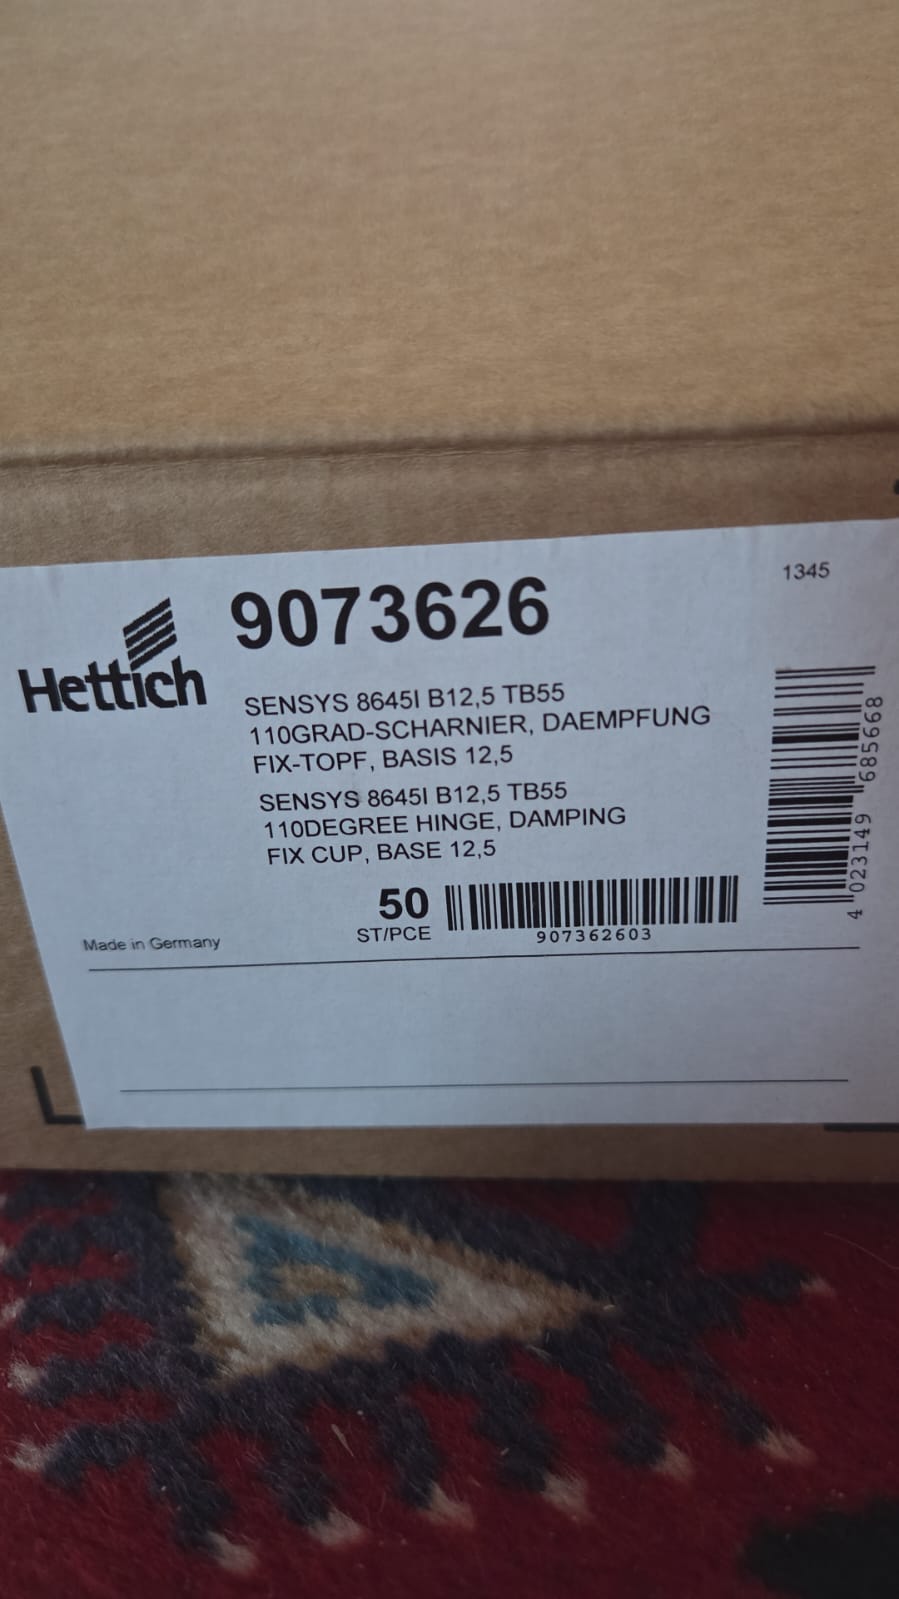 1345
9073626
Hettich
SENSYS 8645I B12,5 TB55
110GRAD-SCHARNIER, DAEMPFUNG
FIX-TOPF, BASIS 12,5
SENSYS 8645I B12,5 TB55
110DEGREE HINGE, DAMPING
FIX CUP, BASE 12,5
50
ST/PCE
907362603
Made in Germany
4 023149 685668